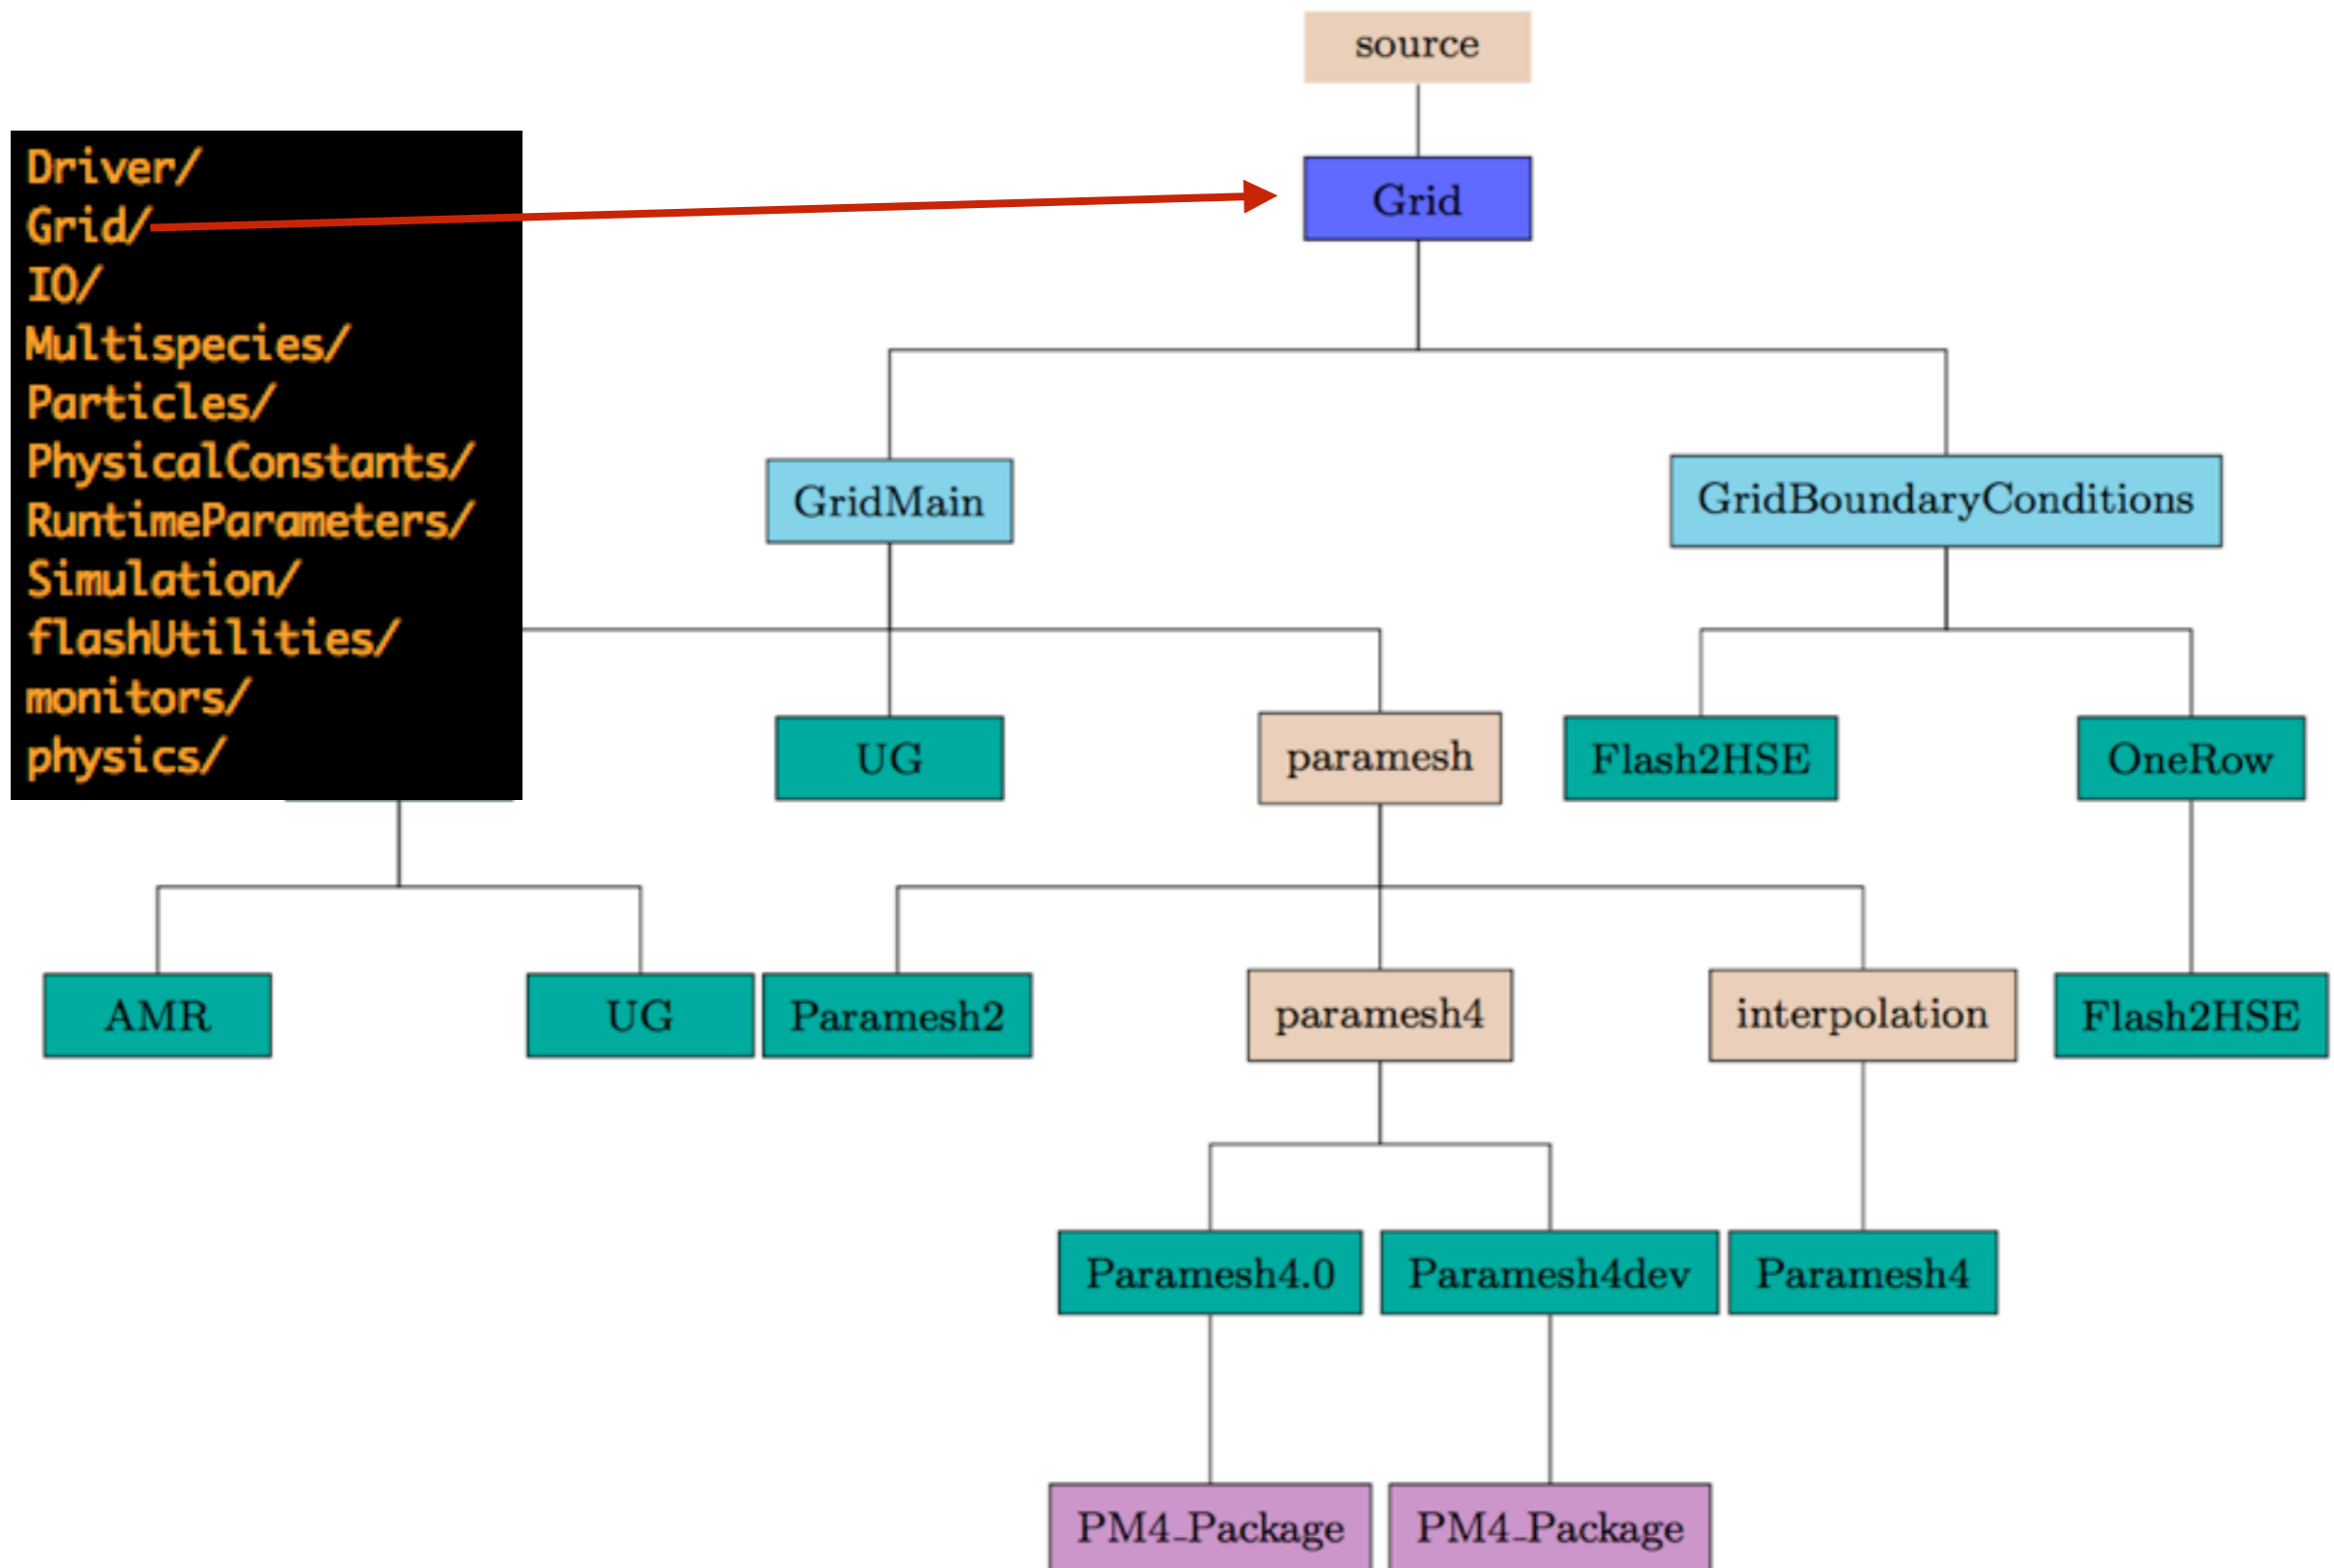 source
Driver/
Grid/
IO/
Multispecies/
Particles/
PhysicalConstants/
RuntimeParameters/
Simulation/
flashUtilities/
monitors/
physics/
Grid
GridMain
GridBoundaryConditions
UG
paramesh
Flash2HSE
OneRow
AMR
UG
Paramesh2
paramesh4
interpolation
Flash2HSE
Paramesh4.0
Paramesh4dev
Paramesh4
PM4_Package
PM4_Package